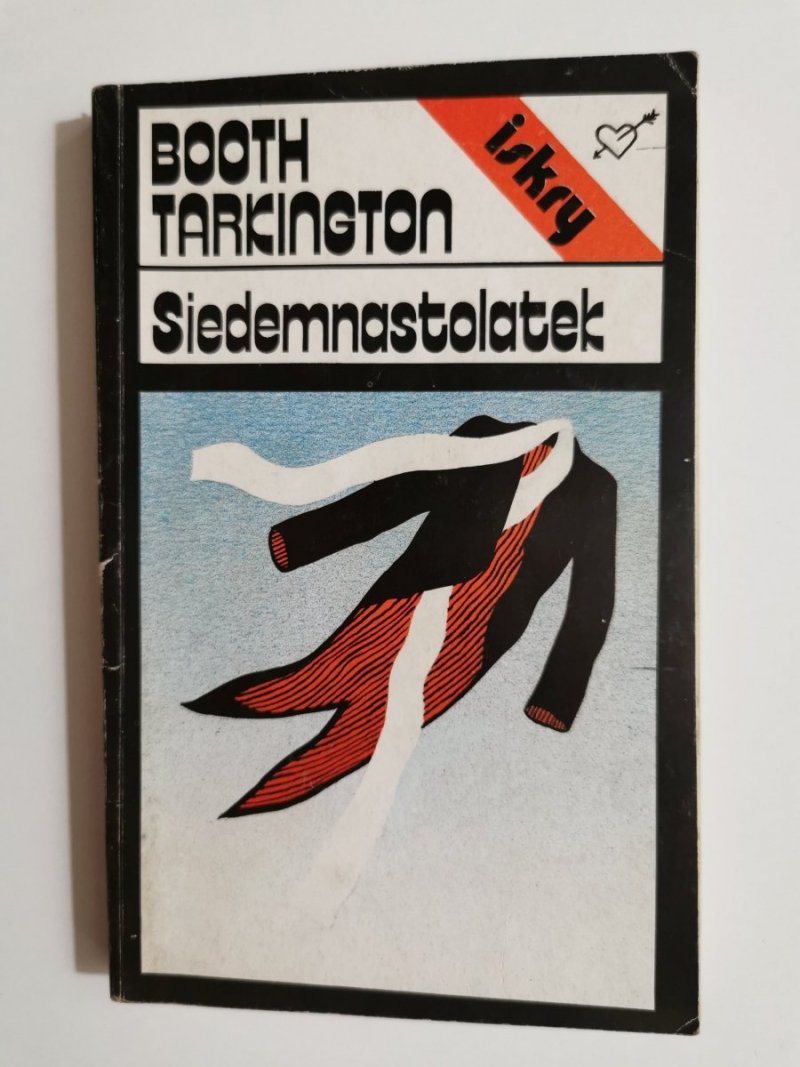 BOOTH
TARKINGTON
iskry
Siedemnastolatek